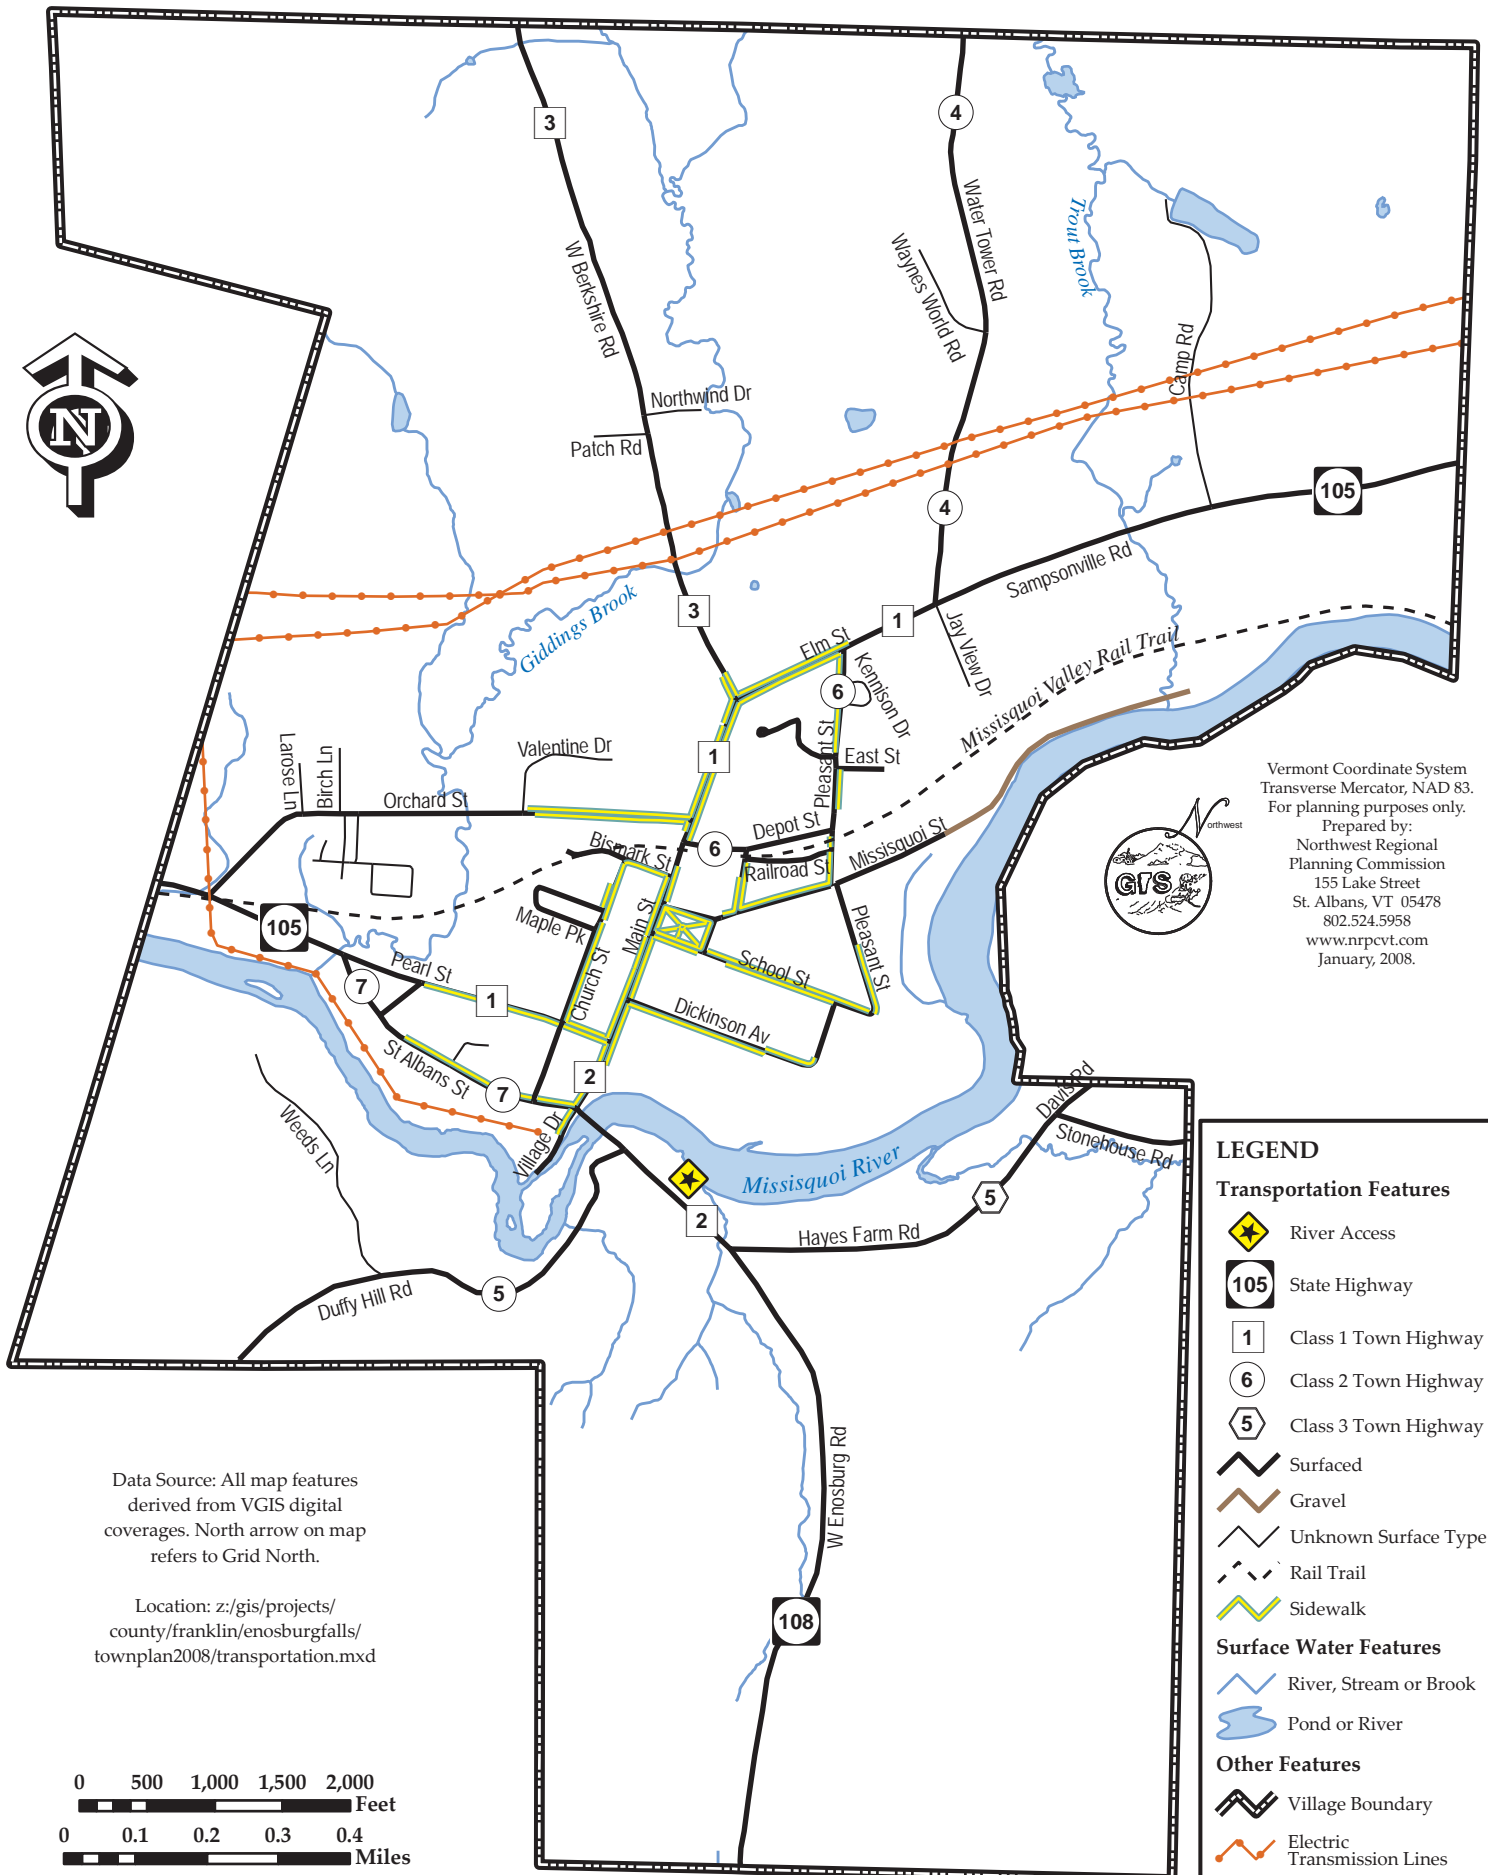 3
4
W Berkshire Rd
Water Tower Rd
Waynes World Rd
Trout Brook
Camp Rd
N
Northwind Dr
Patch Rd
105
4
Sampsonville Rd
Giddings Brook
3
1
Elm St
Jay View Dr
Kennison Dr
6
Missisquoi Valley Rail Trail
Pleasant St
East St
1
Valentine Dr
Larose Ln
Birch Ln
Orchard St
Depot St
6
Bismark St
Railroad St
Missisquoi St
Maple Pk
Main St
105
Church St
Pearl St
School St
Pleasant St
7
1
Dickinson Av
St Albans St
2
7
Village Dr
Weeds Ln
Missisquoi River
Davis Rd
Stonehouse Rd
5
2
Hayes Farm Rd
Duffy Hill Rd
5
W Enosburg Rd
108
Vermont Coordinate System
Transverse Mercator, NAD 83.
For planning purposes only.
Prepared by:
Northwest Regional
Planning Commission
155 Lake Street
St. Albans, VT 05478
802.524.5958
www.nrpcvt.com
January, 2008.
Northwest
GIS
Data Source: All map features
derived from VGIS digital
coverages. North arrow on map
refers to Grid North.
Location: z:/gis/projects/
county/franklin/enosburgfalls/
townplan2008/transportation.mxd
0 500 1,000 1,500 2,000
Feet
0 0.1 0.2 0.3 0.4
Miles
LEGEND
Transportation Features
River Access
105 State Highway
1 Class 1 Town Highway
6 Class 2 Town Highway
5 Class 3 Town Highway
Surfaced
Gravel
Unknown Surface Type
Rail Trail
Sidewalk
Surface Water Features
River, Stream or Brook
Pond or River
Other Features
Village Boundary
Electric
Transmission Lines